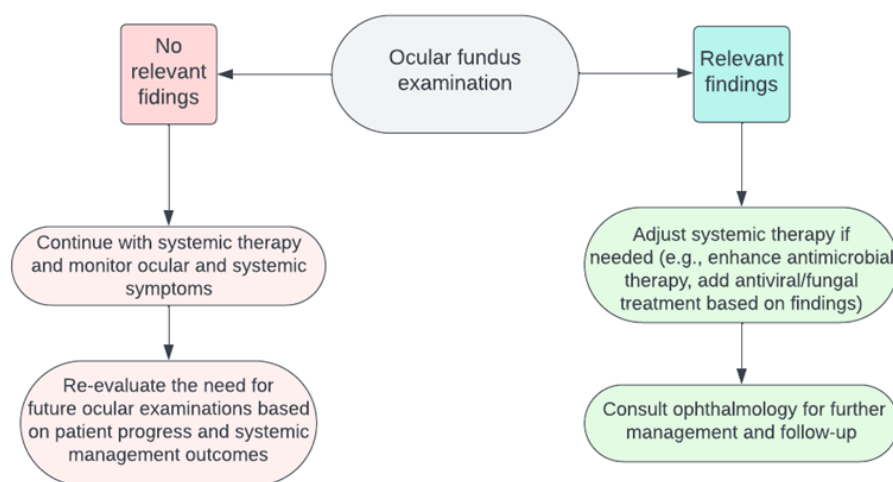 Ocular fundus
examination
No
relevant
fidings
Relevant
findings
Continue with systemic therapy
and monitor ocular and systemic
symptoms
Adjust systemic therapy if
needed (e.g., enhance antimicrobial
therapy, add antiviral/fungal
treatment based on findings)
Re-evaluate the need for
future ocular examinations based
on patient progress and systemic
management outcomes
Consult ophthalmology for further
management and follow-up